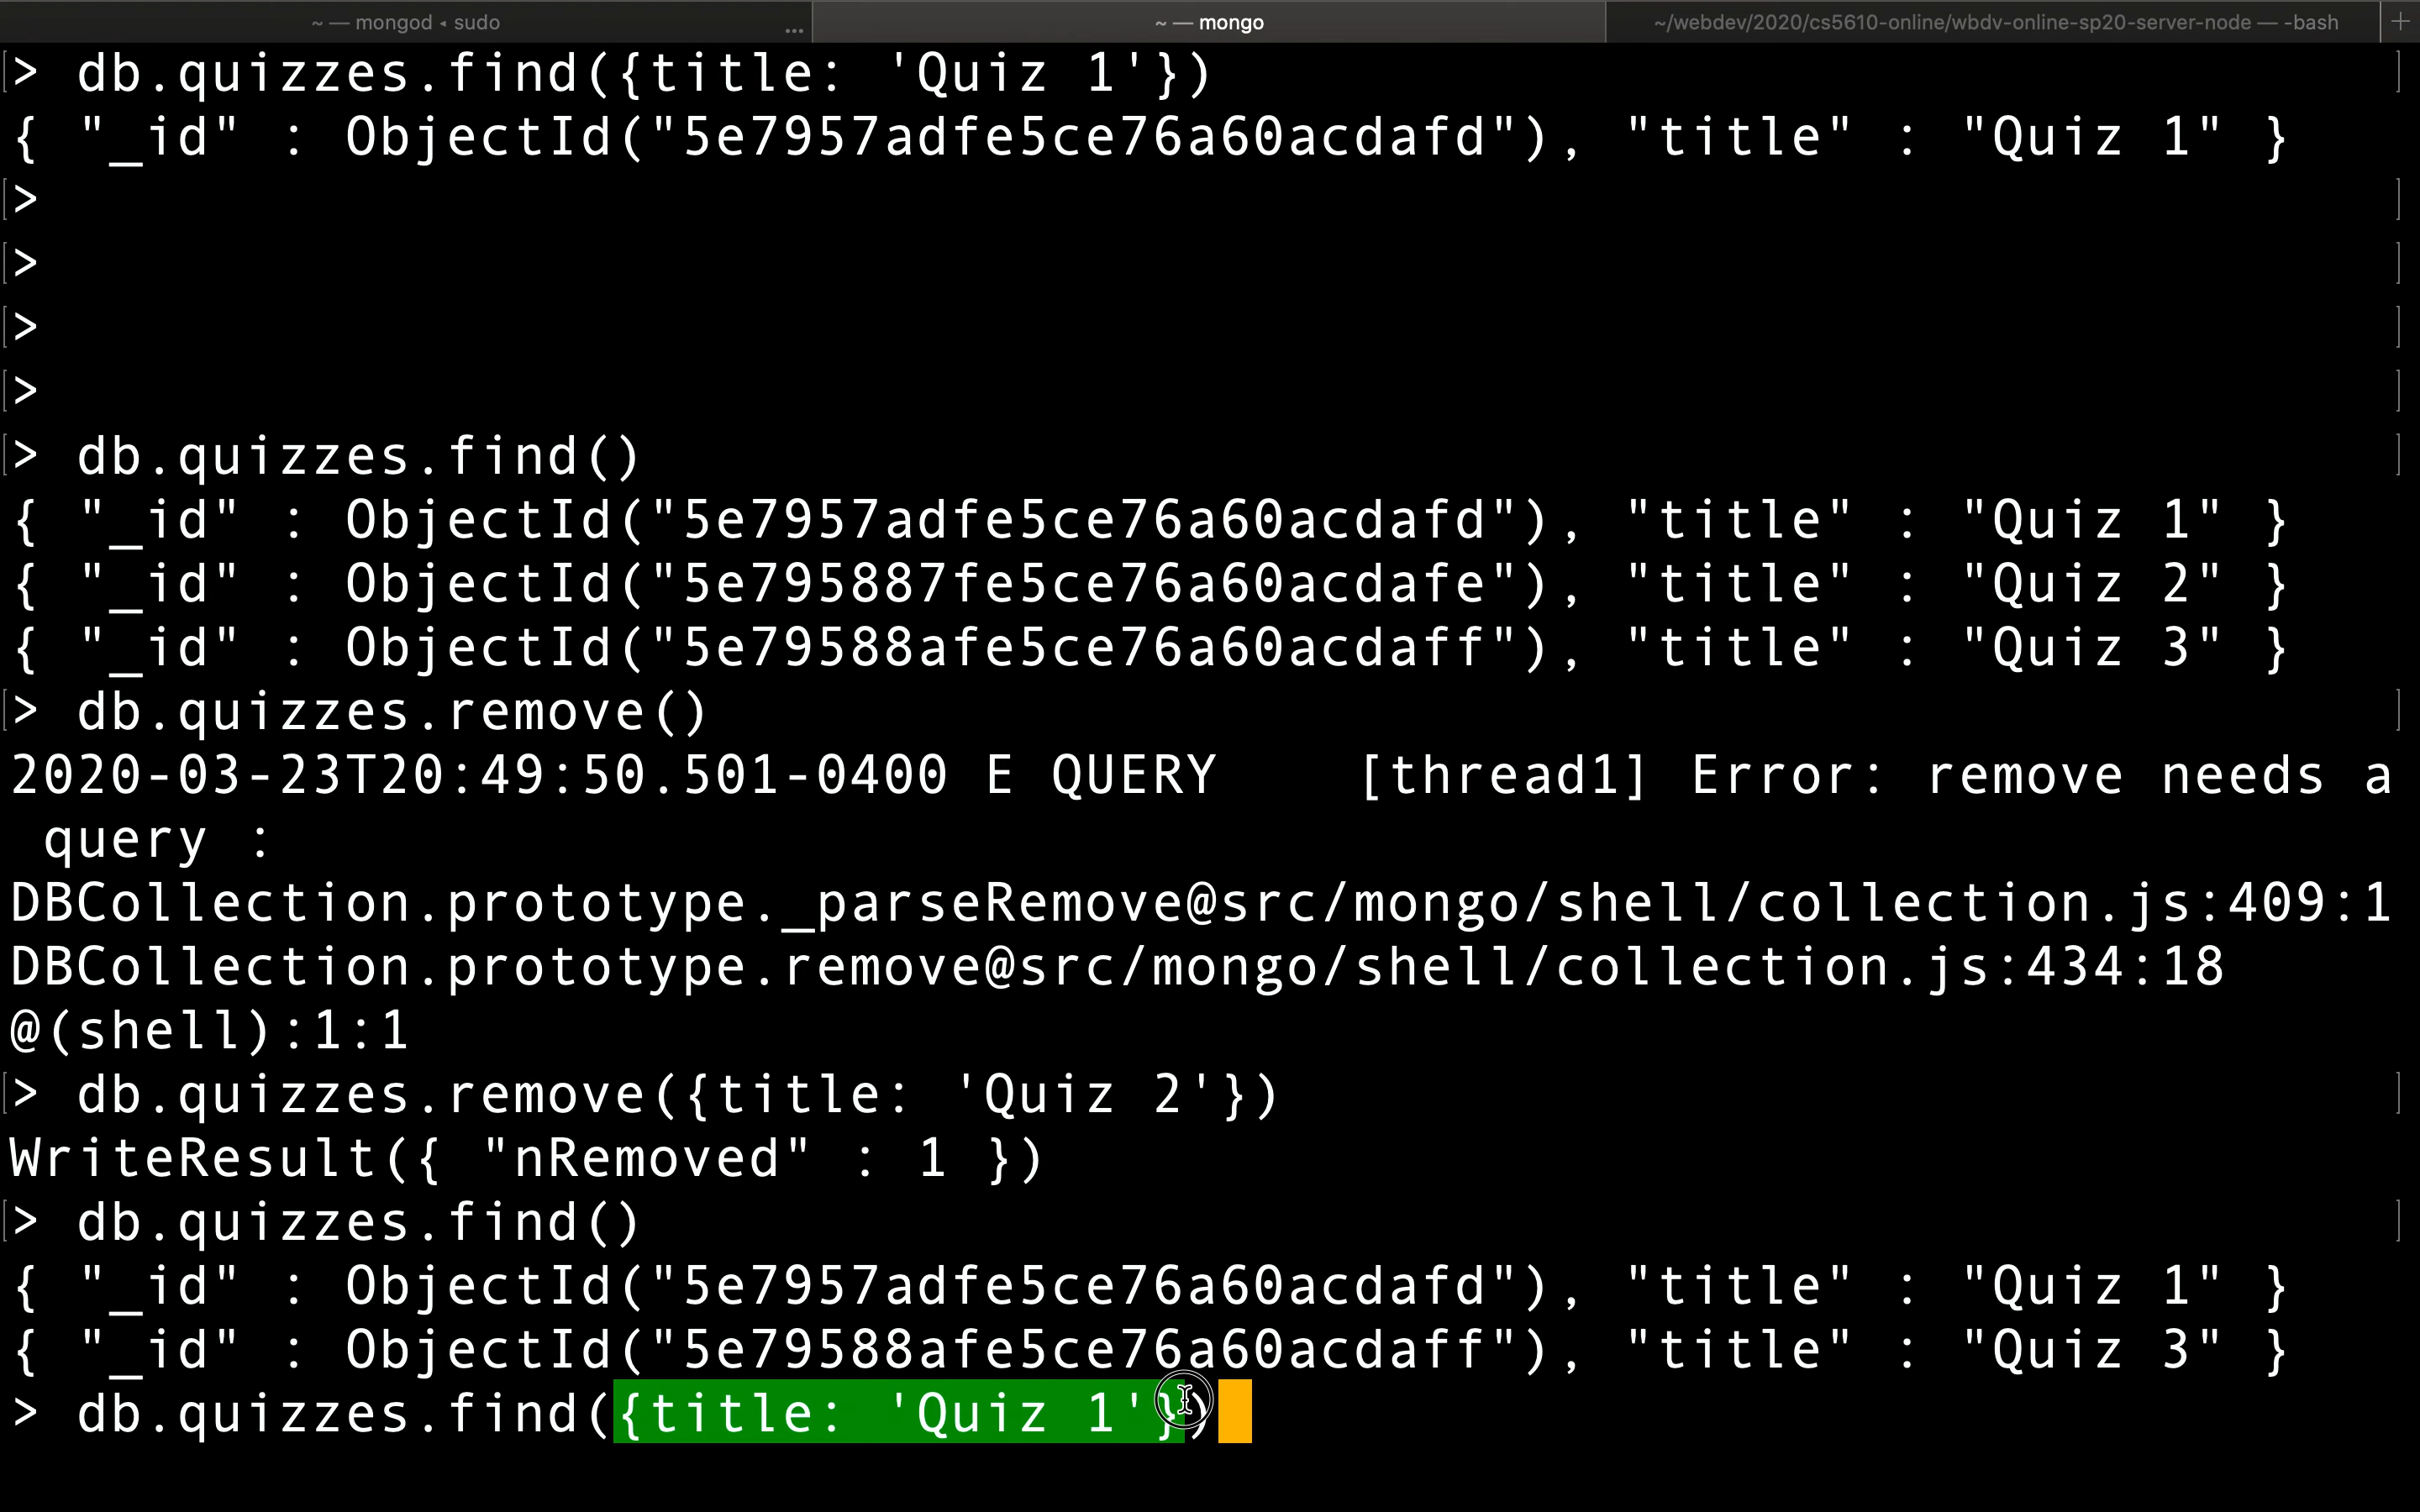 ~ — mongod ◂ sudo ... ~ — mongo ~/webdev/2020/cs5610-online/wbdv-online-sp20-server-node — -bash +
> db.quizzes.find({title: 'Quiz 1'})
{ "_id" : ObjectId("5e7957adfe5ce76a60acdafd"), "title" : "Quiz 1" }
>
>
>
>
> db.quizzes.find()
{ "_id" : ObjectId("5e7957adfe5ce76a60acdafd"), "title" : "Quiz 1" }
{ "_id" : ObjectId("5e795887fe5ce76a60acdafe"), "title" : "Quiz 2" }
{ "_id" : ObjectId("5e79588afe5ce76a60acdaff"), "title" : "Quiz 3" }
> db.quizzes.remove()
2020-03-23T20:49:50.501-0400 E QUERY    [thread1] Error: remove needs a
 query :
DBCollection.prototype._parseRemove@src/mongo/shell/collection.js:409:1
DBCollection.prototype.remove@src/mongo/shell/collection.js:434:18
@(shell):1:1
> db.quizzes.remove({title: 'Quiz 2'})
WriteResult({ "nRemoved" : 1 })
> db.quizzes.find()
{ "_id" : ObjectId("5e7957adfe5ce76a60acdafd"), "title" : "Quiz 1" }
{ "_id" : ObjectId("5e79588afe5ce76a60acdaff"), "title" : "Quiz 3" }
> db.quizzes.find({title: 'Quiz 1'})